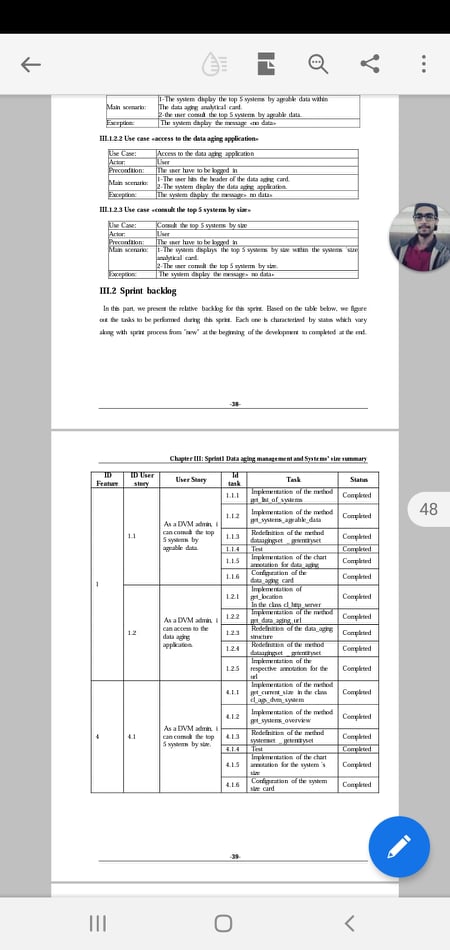 1-The system display the top 5 systems by ageable data within
Main scenario: The data aging analytical card.
2-the user consult the top 5 systems by ageable data.
Exception: The system display the message «no data»
III.1.2.2 Use case «access to the data aging application»
Use Case: Access to the data aging application
Actor: User
Precondition: The user have to be logged in
Main scenario: 1-The user hits the header of the data aging card.
2-The system display the data aging application.
Exception: The system display the message« no data»
III.1.2.3 Use case «consult the top 5 systems by size»
Use Case: Consult the top 5 systems by size
Actor: User
Precondition: The user have to be logged in
Main scenario: 1-The system displays the top 5 systems by size within the systems 'size
analytical card.
2-The user consult the top 5 systems by size.
Exception: The system display the message« no data»
III.2 Sprint backlog
In this part, we present the relative backlog for this sprint. Based on the table below, we figure
out the tasks to be performed during this sprint. Each one is characterized by status which vary
along with sprint process from "new" at the beginning of the development to completed at the end.
-38-
Chapter III: Sprint1 Data aging management and Systems' size summary
ID Feature ID User story User Story Id task Task Status
1
1.1
As a DVM admin, i
can consult the top
5 systems by
ageable data.
1.1.1 Implementation of the method
get_list_of_systems Completed
1.1.2 Implementation of the method
get_systems_ageable_data Completed
1.1.3 Redefinition of the method
dataagingset _ getentityset Completed
1.1.4 Test Completed
1.1.5 Implementation of the chart
annotation for data_aging Completed
1.1.6 Configuration of the
data_aging card Completed
1.2
As a DVM admin, i
can access to the
data aging
application.
1.2.1 Implementation of
get_location
In the class cl_http_server Completed
1.2.2 Implementation of the method
get_data_aging_url Completed
1.2.3 Redefinition of the data_aging
structure Completed
1.2.4 Redefinition of the method
dataagingset _ getentityset Completed
1.2.5 Implementation of the
respective annotation for the
url Completed
4
4.1
As a DVM admin, i
can consult the top
5 systems by size.
4.1.1 Implementation of the method
get_current_size in the class
cl_ags_dvm_system Completed
4.1.2 Implementation of the method
get_systems_overview Completed
4.1.3 Redefinition of the method
systemset _ getentityset Completed
4.1.4 Test Completed
4.1.5 Implementation of the chart
annotation for the system 's
size Completed
4.1.6 Configuration of the system
size card Completed
-39-
48